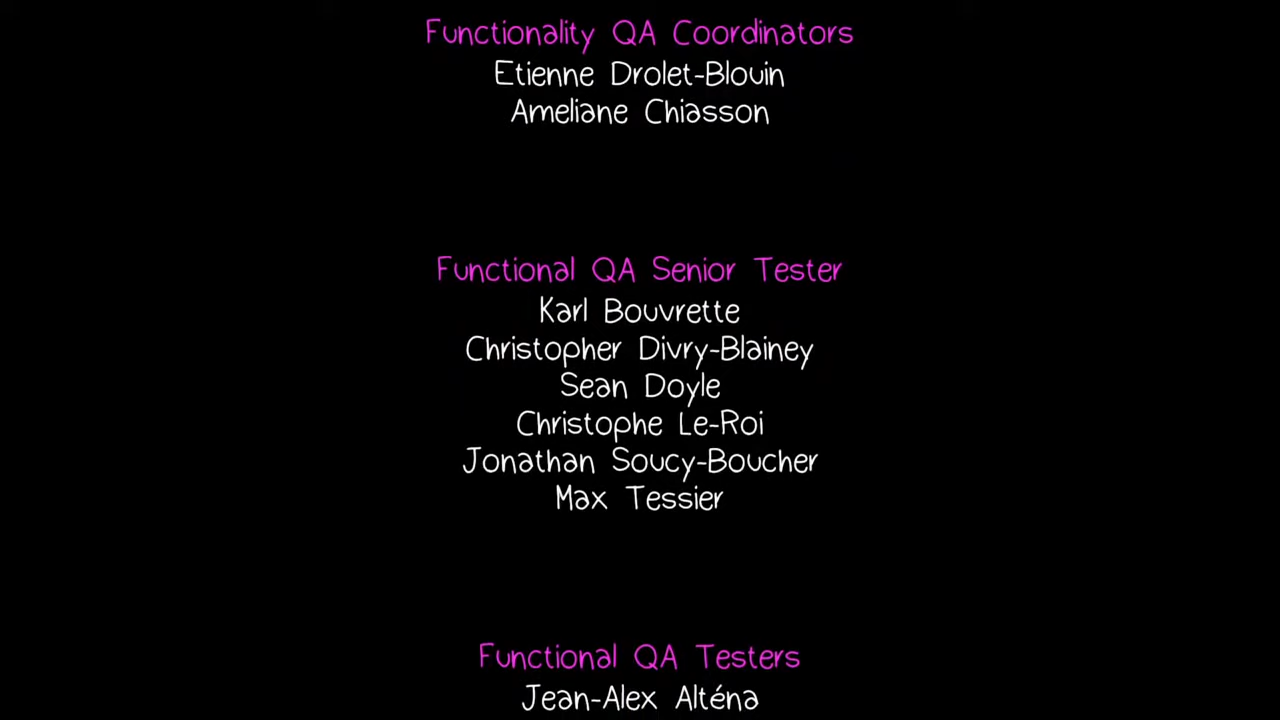 Functionality QA Coordinators
Etienne Drolet-Blouin
Ameliane Chiasson
Functional QA Senior Tester
Karl Bouvrette
Christopher Divry-Blainey
Sean Doyle
Christophe Le-Roi
Jonathan Soucy-Boucher
Max Tessier
Functional QA Testers
Jean-Alex Alténa